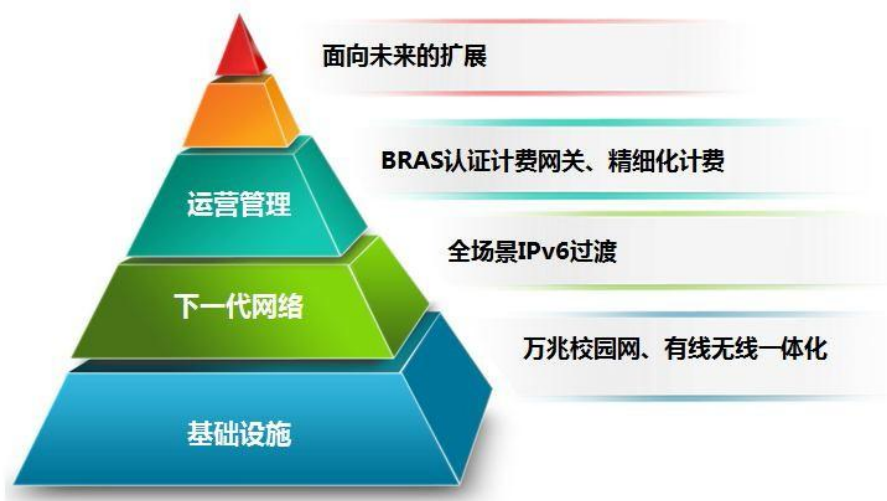 面向未来的扩展
BRAS认证计费网关、精细化计费
运营管理
全场景IPv6过渡
下一代网络
万兆校园网、有线无线一体化
基础设施